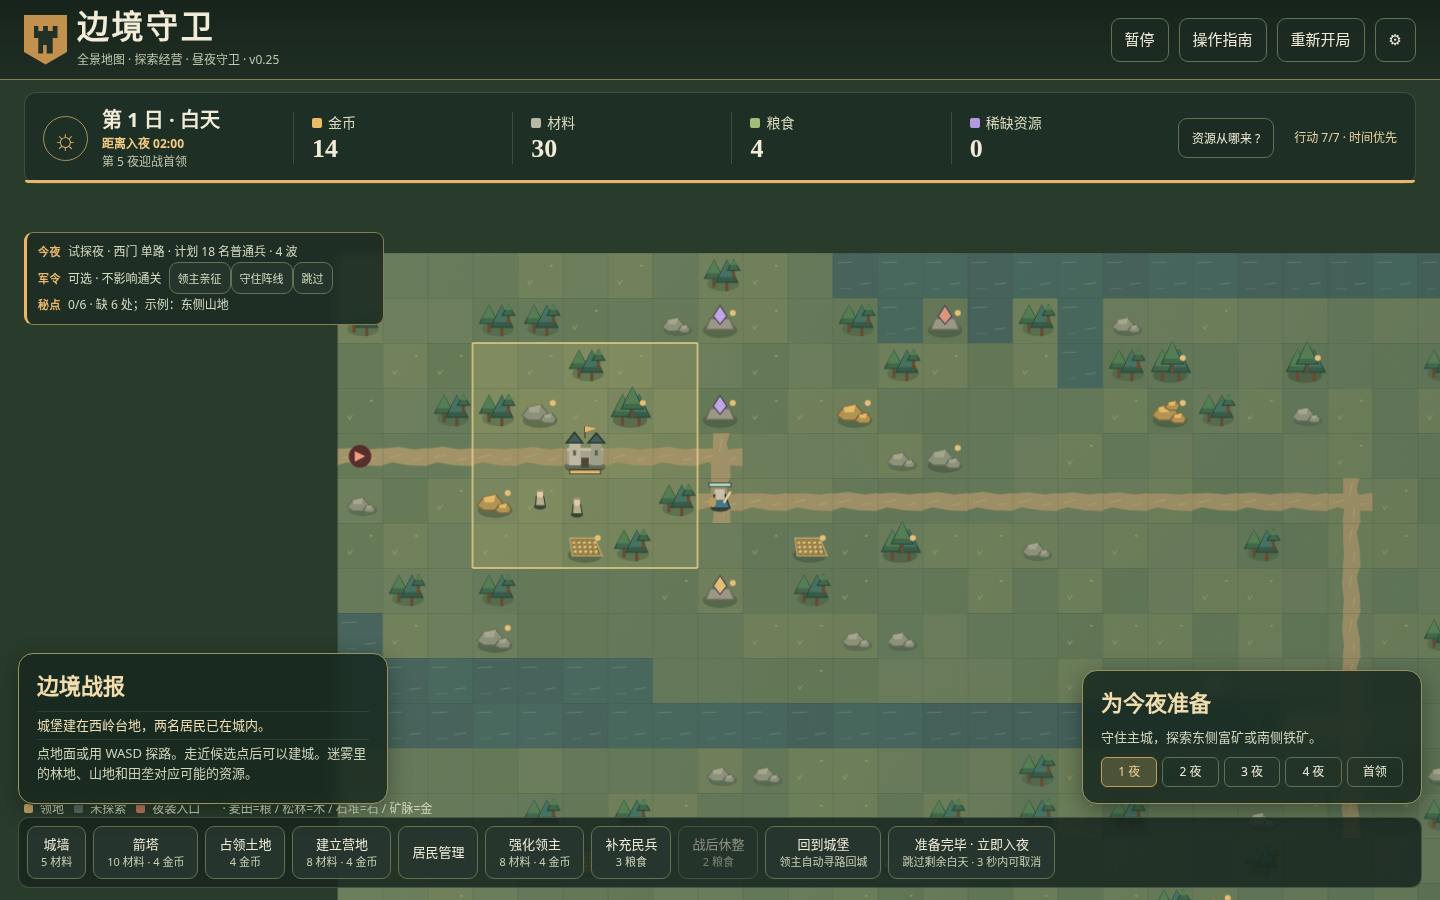 边境守卫
全景地图 · 探索经营 · 昼夜守卫 · v0.25
暂停
操作指南
重新开局
第 1 日 · 白天
距离入夜 02:00
第 5 夜迎战首领
金币
14
材料
30
粮食
4
稀缺资源
0
资源从哪来？
行动 7/7 · 时间优先
今夜 试探夜 · 西门 单路 · 计划 18 名普通兵 · 4 波
军令 可选 · 不影响通关 领主亲征 守住阵线 跳过
秘点 0/6 · 缺 6 处；示例：东侧山地
边境战报
城堡建在西岭台地，两名居民已在城内。
点地面或用 WASD 探路。走近候选点后可以建城。迷雾里
的林地、山地和田垄对应可能的资源。
为今夜准备
守住主城，探索东侧富矿或南侧铁矿。
1 夜
2 夜
3 夜
4 夜
首领
领地 未探索 夜袭入口 · 麦田=粮 / 松林=木 / 石堆=石 / 矿脉=金
城墙
5 材料
箭塔
10 材料 · 4 金币
占领土地
4 金币
建立营地
8 材料 · 4 金币
居民管理
强化领主
8 材料 · 4 金币
补充民兵
3 粮食
战后休整
2 粮食
回到城堡
领主自动寻路回城
准备完毕 · 立即入夜
跳过剩余白天 · 3 秒内可取消